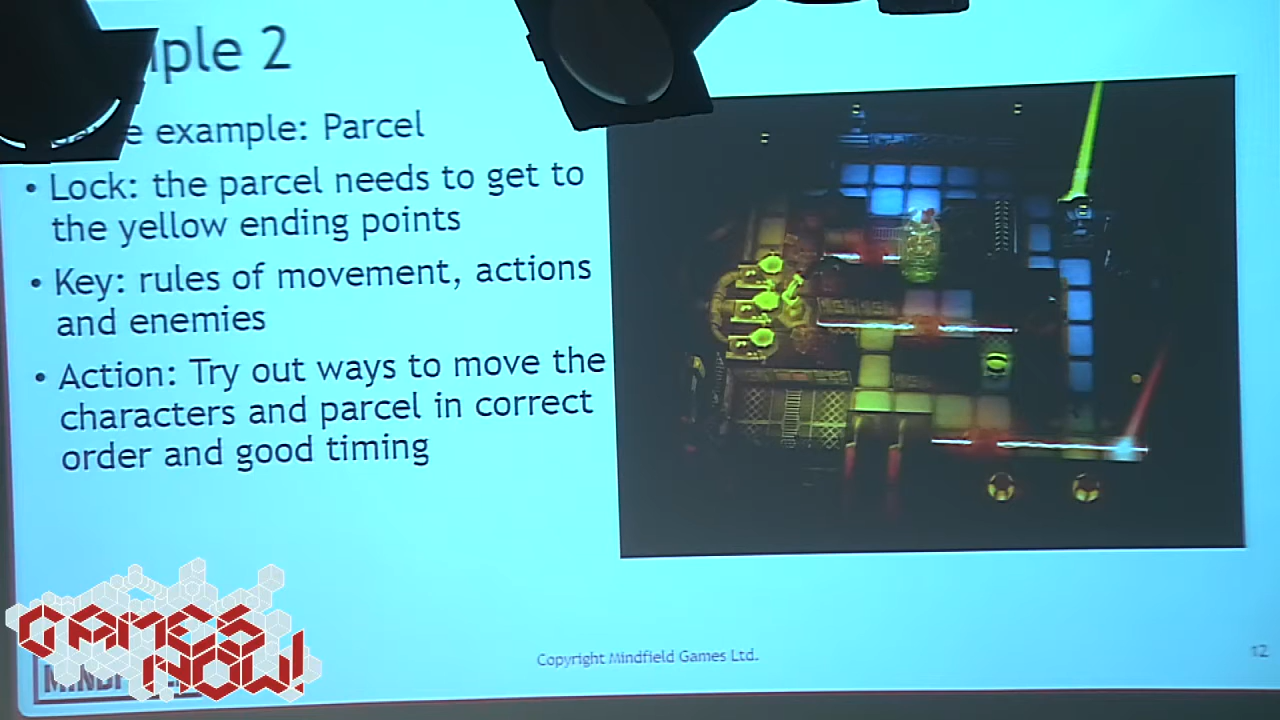 ple 2
e example: Parcel
• Lock: the parcel needs to get to
the yellow ending points
• Key: rules of movement, actions
and enemies
• Action: Try out ways to move the
characters and parcel in correct
order and good timing
GAMES
NOW!
Copyright Mindfield Games Ltd.
12